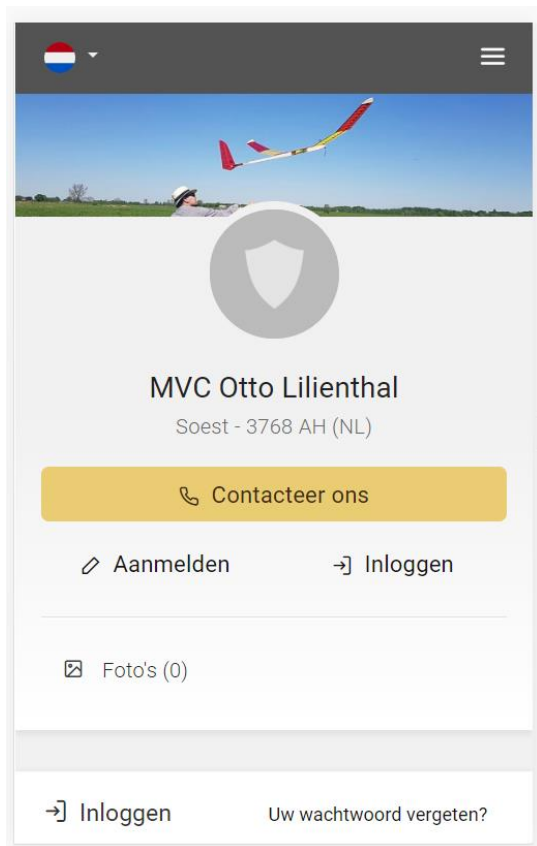 MVC Otto Lilienthal
Soest - 3768 AH (NL)
Contacteer ons
Aanmelden
Inloggen
Foto's (0)
Inloggen
Uw wachtwoord vergeten?